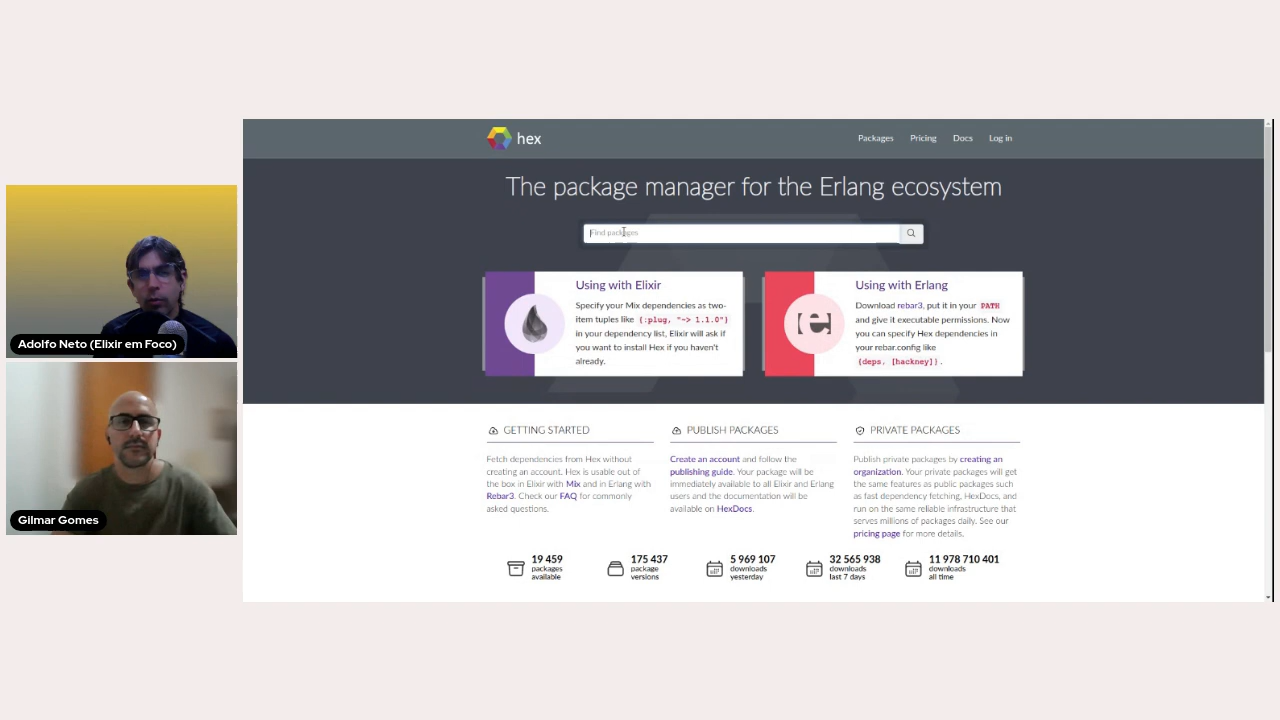 hex
Packages
Pricing
Docs
Log in
The package manager for the Erlang ecosystem
Find packages
Using with Elixir
Specify your Mix dependencies as two-
item tuples like {:plug, "~> 1.1.0"}
in your dependency list, Elixir will ask if
you want to install Hex if you haven't
already.
Using with Erlang
Download rebar3, put it in your PATH
and give it executable permissions. Now
you can specify Hex dependencies in
your rebar.config like
{deps, [hackney]}.
Adolfo Neto (Elixir em Foco)
Gilmar Gomes
GETTING STARTED
Fetch dependencies from Hex without
creating an account. Hex is usable out of
the box in Elixir with Mix and in Erlang with
Rebar3. Check our FAQ for commonly
asked questions.
PUBLISH PACKAGES
Create an account and follow the
publishing guide. Your package will be
immediately available to all Elixir and Erlang
users and the documentation will be
available on HexDocs.
PRIVATE PACKAGES
Publish private packages by creating an
organization. Your private packages will get
the same features as public packages such
as fast dependency fetching, HexDocs, and
run on the same reliable infrastructure that
serves millions of packages daily. See our
pricing page for more details.
19 459
packages
available
175 437
package
versions
5 969 107
downloads
yesterday
32 565 938
downloads
last 7 days
11 978 710 401
downloads
all time